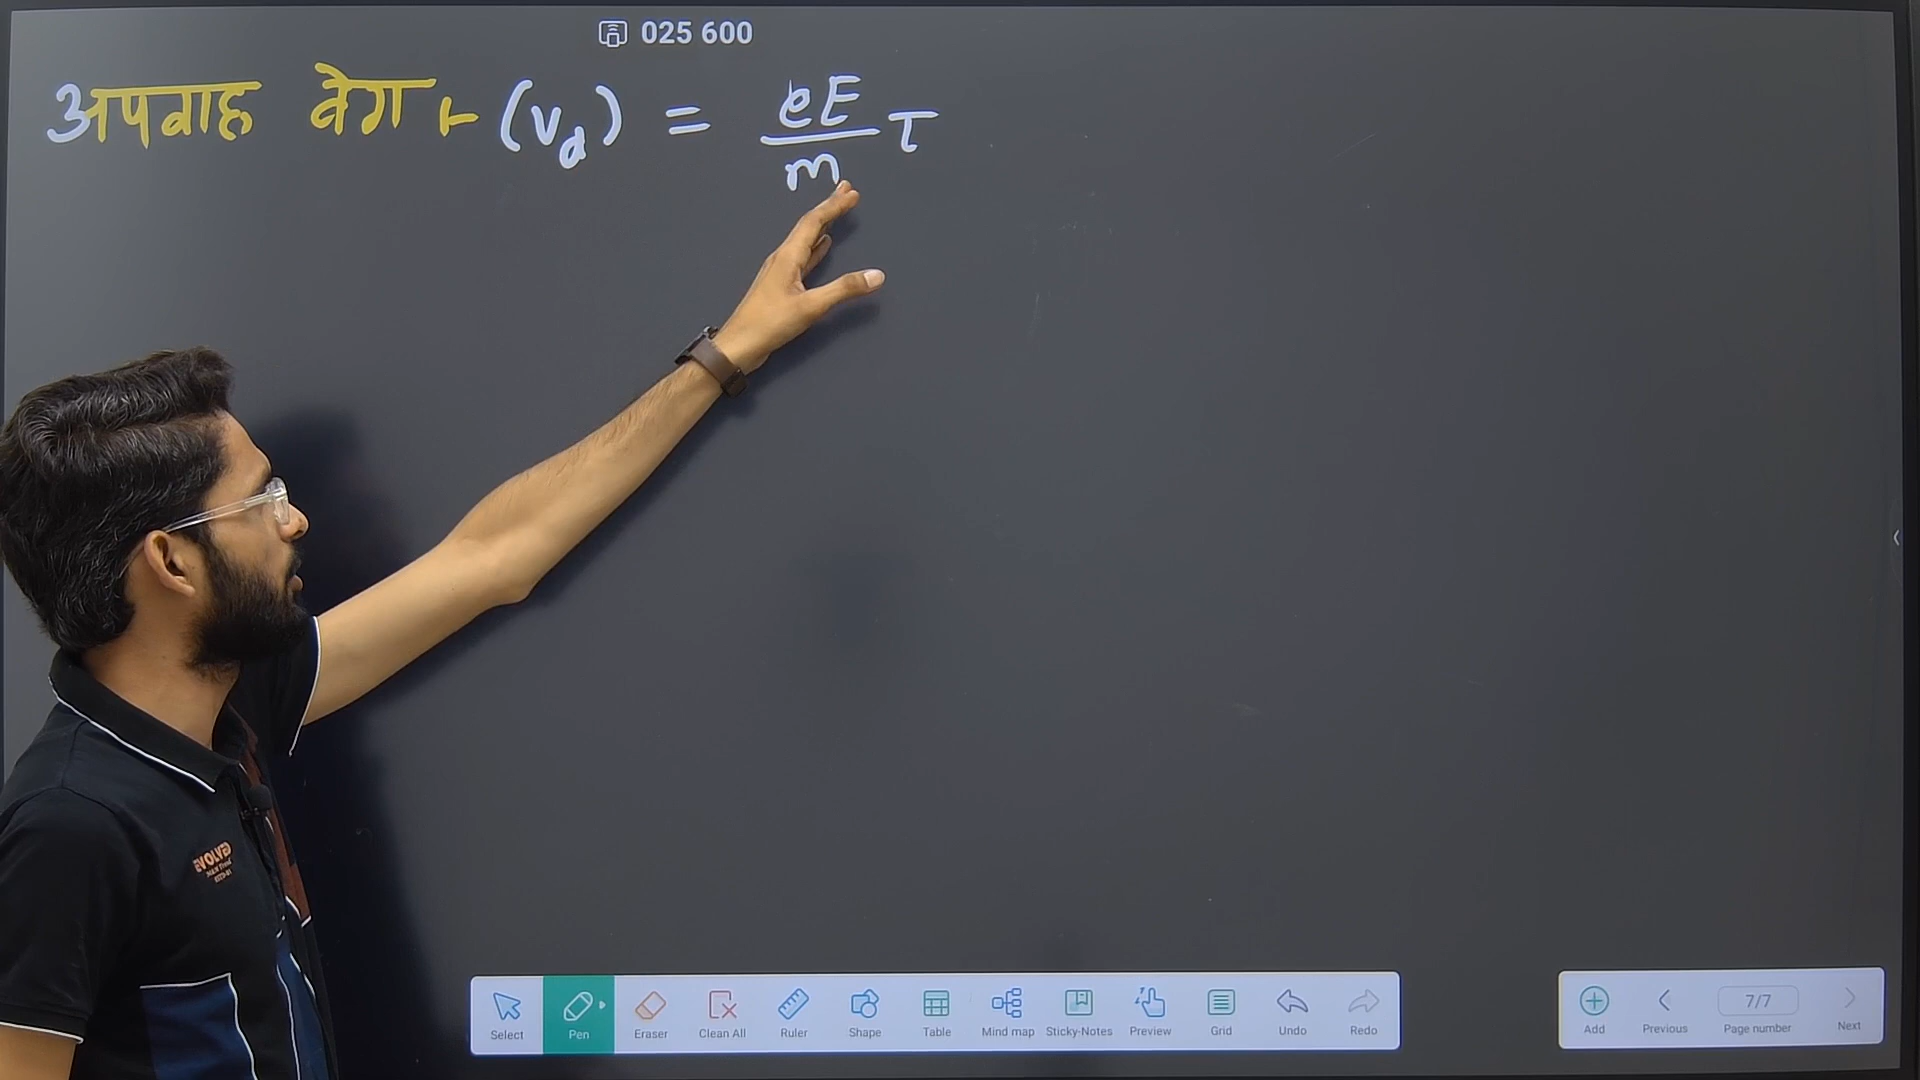 025 600
अपवाह वेग :- (vd) = eE/m τ
EVOLVED
Select Pen Eraser Clean All Ruler Shape Table Mind map Sticky-Notes Preview Grid Undo Redo
Add Previous 7/7 Page number Next